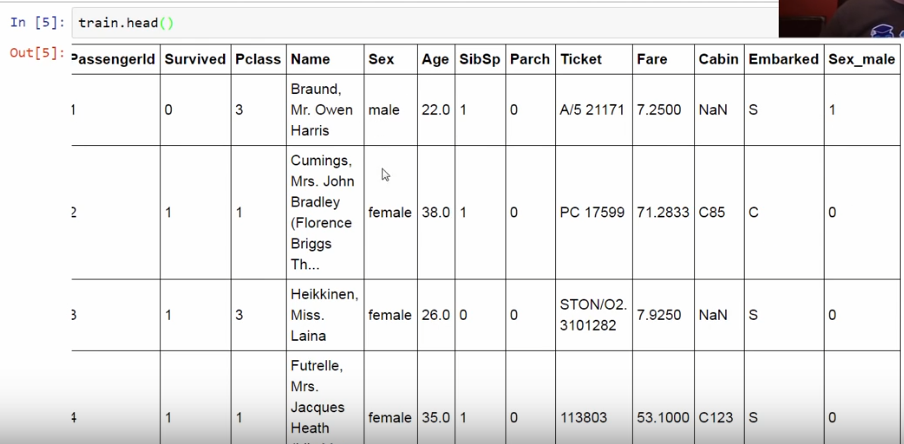 In [5]: train.head()
Out[5]:
PassengerId Survived Pclass Name Sex Age SibSp Parch Ticket Fare Cabin Embarked Sex_male
Braund,
1 0 3 Mr. Owen male 22.0 1 0 A/5 21171 7.2500 NaN S 1
Harris
Cumings,
Mrs. John
Bradley
2 1 1 (Florence female 38.0 1 0 PC 17599 71.2833 C85 C 0
Briggs
Th...
Heikkinen,
3 1 3 Miss. female 26.0 0 0 STON/O2. 3101282 7.9250 NaN S 0
Laina
Futrelle,
Mrs.
Jacques
4 1 1 Heath female 35.0 1 0 113803 53.1000 C123 S 0